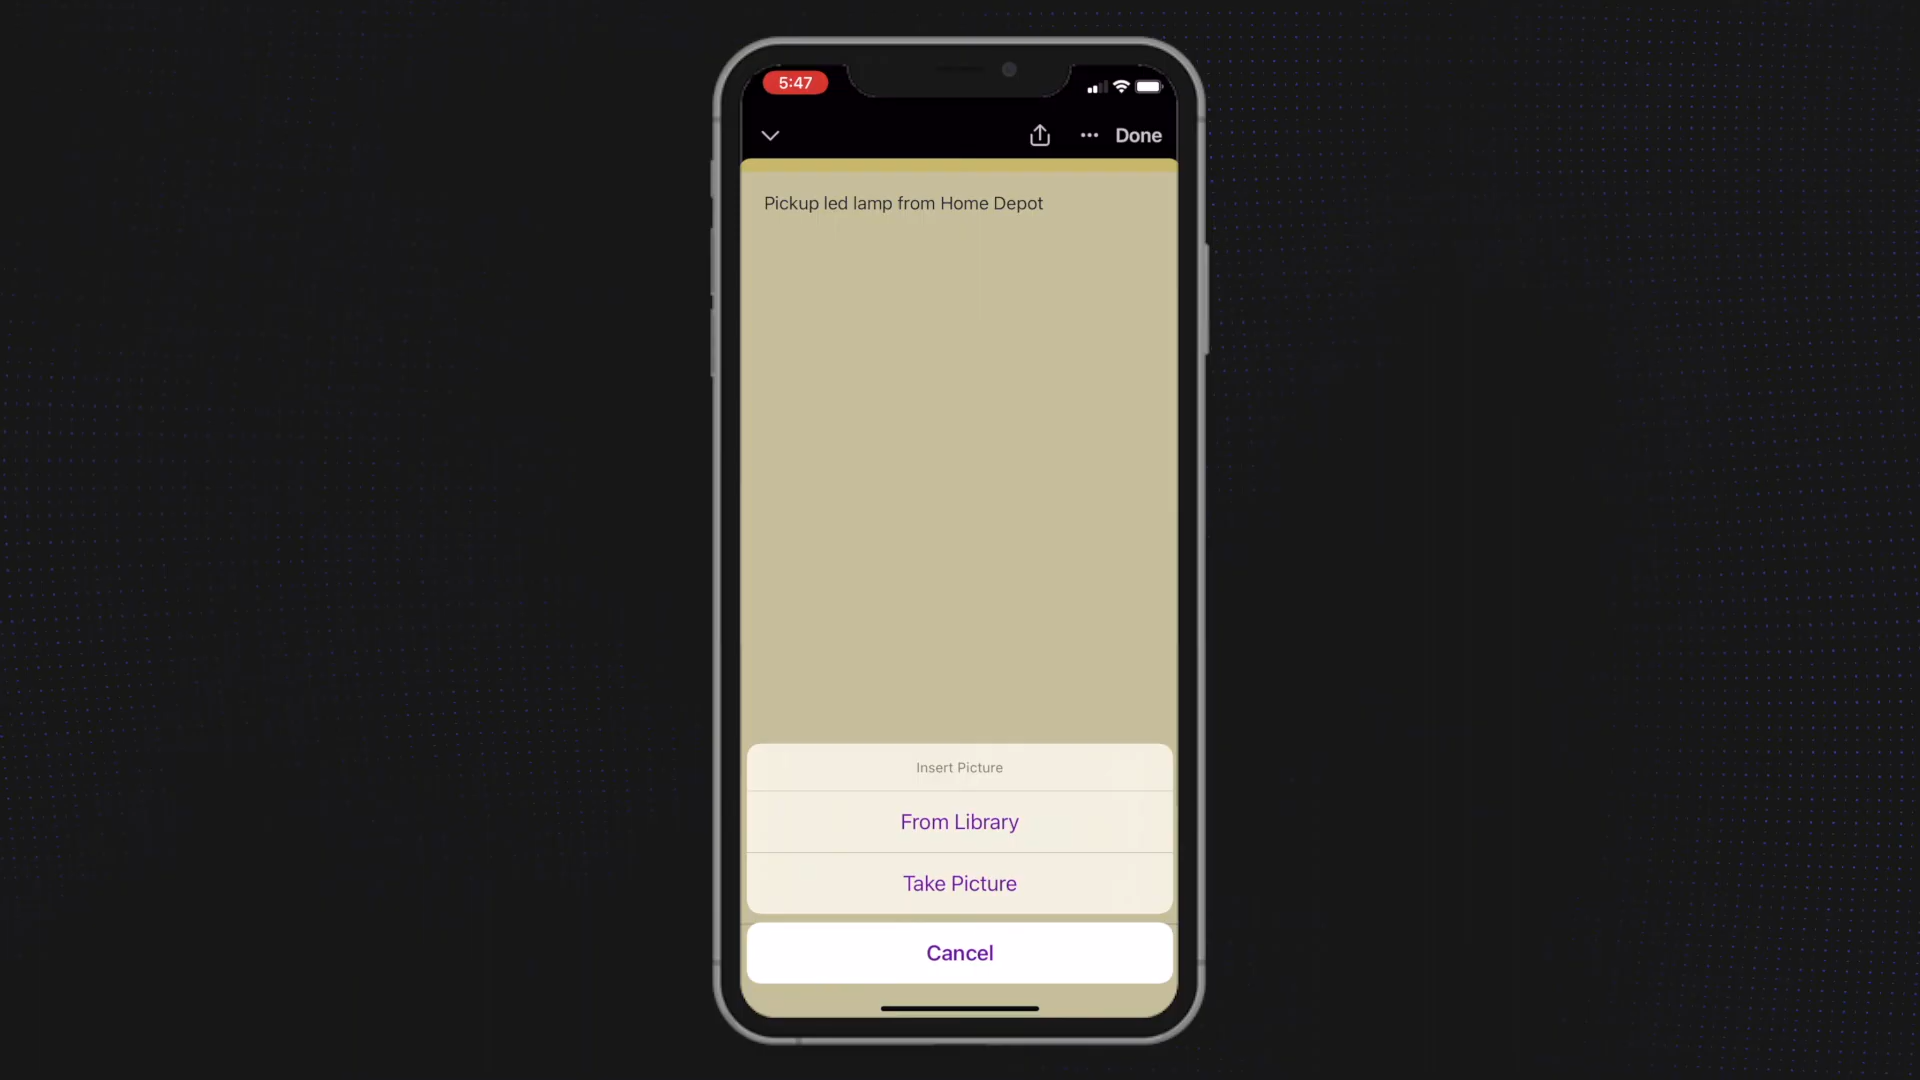 5:47
Done
Pickup led lamp from Home Depot
Insert Picture
From Library
Take Picture
Cancel